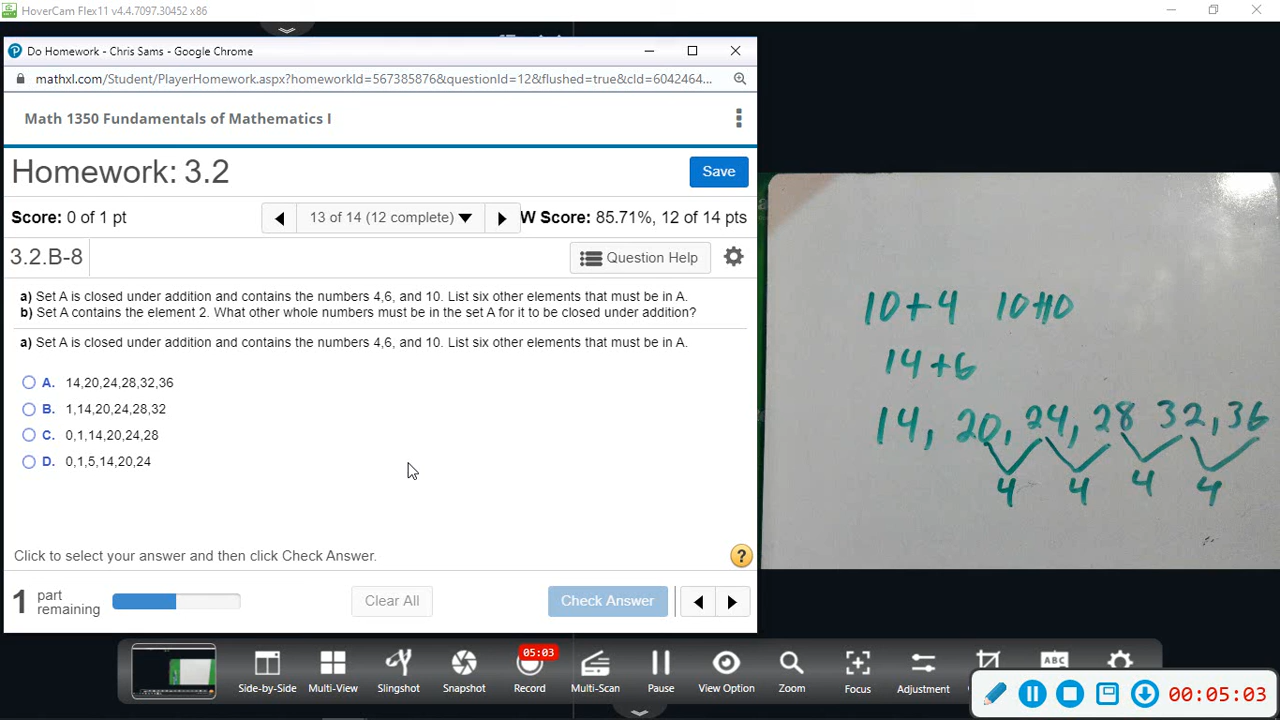 HoverCam Flex11 v4.4.7097.30452 x86
Do Homework - Chris Sams - Google Chrome
mathxl.com/Student/PlayerHomework.aspx?homeworkId=567385876&questionId=12&flushed=true&cId=6042464...
Math 1350 Fundamentals of Mathematics I
Homework: 3.2
Save
Score: 0 of 1 pt
13 of 14 (12 complete)
W Score: 85.71%, 12 of 14 pts
3.2.B-8
Question Help
a) Set A is closed under addition and contains the numbers 4,6, and 10. List six other elements that must be in A.
b) Set A contains the element 2. What other whole numbers must be in the set A for it to be closed under addition?
a) Set A is closed under addition and contains the numbers 4,6, and 10. List six other elements that must be in A.
A. 14,20,24,28,32,36
B. 1,14,20,24,28,32
C. 0,1,14,20,24,28
D. 0,1,5,14,20,24
Click to select your answer and then click Check Answer.
?
1 part remaining
Clear All
Check Answer
10+4 10+10
14+6
14, 20, 24, 28 32, 36
4 4 4 4
05:03
ABC
Side-by-Side
Multi-View
Slingshot
Snapshot
Record
Multi-Scan
Pause
View Option
Zoom
Focus
Adjustment
00:05:03